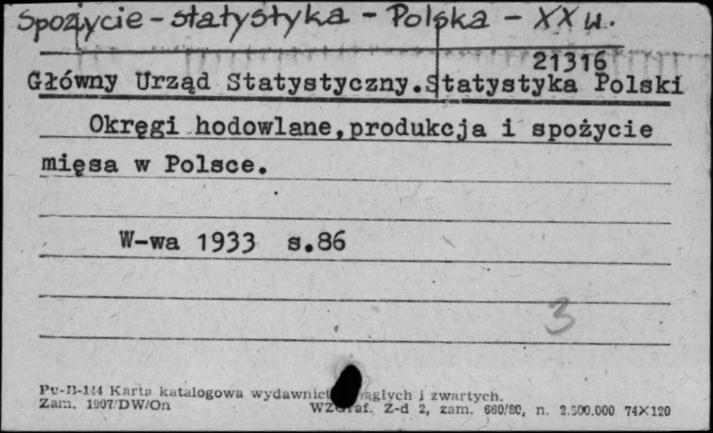 Spożycie - statystyka - Polska - XX w.
21316
Główny Urząd Statystyczny. Statystyka Polski
Okręgi hodowlane, produkcja i spożycie
mięsa w Polsce.
W-wa 1933 s.86
3
Pu-B-144 Karta katalogowa wydawnict ciągłych i zwartych.
Zam. 1907/DW/On WZGraf. Z-d 2, zam. 660/80, n. 2.500.000 74X120